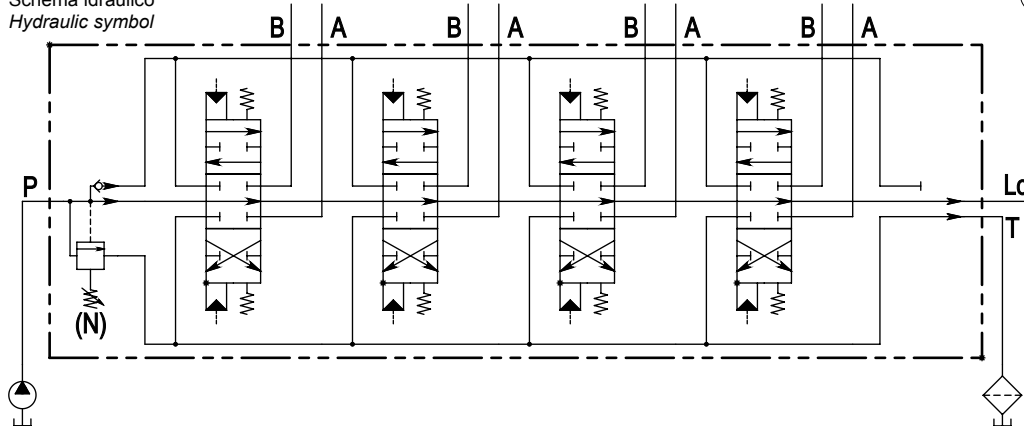 Schema idraulico
Hydraulic symbol
B A B A B A B A
P
T
(N)